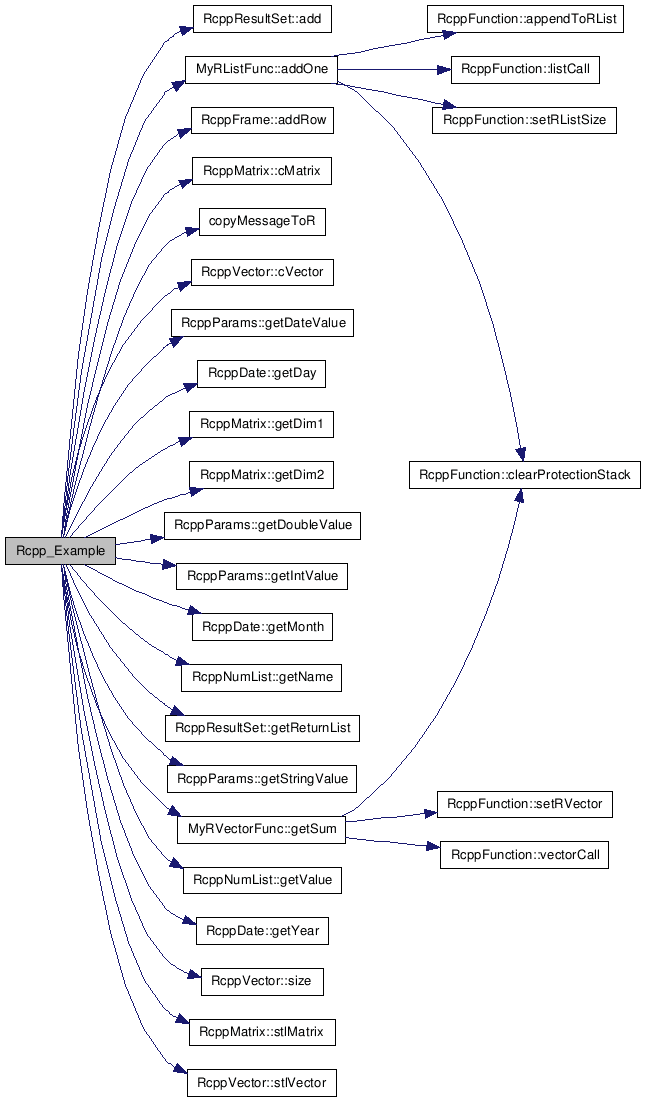 RcppResultSet::add
RcppFunction::appendToRList
MyRListFunc::addOne
RcppFunction::listCall
RcppFrame::addRow
RcppFunction::setRListSize
RcppMatrix::cMatrix
copyMessageToR
RcppVector::cVector
RcppParams::getDateValue
RcppDate::getDay
RcppMatrix::getDim1
RcppMatrix::getDim2
RcppFunction::clearProtectionStack
RcppParams::getDoubleValue
Rcpp_Example
RcppParams::getIntValue
RcppDate::getMonth
RcppNumList::getName
RcppResultSet::getReturnList
RcppParams::getStringValue
RcppFunction::setRVector
MyRVectorFunc::getSum
RcppFunction::vectorCall
RcppNumList::getValue
RcppDate::getYear
RcppVector::size
RcppMatrix::stlMatrix
RcppVector::stlVector